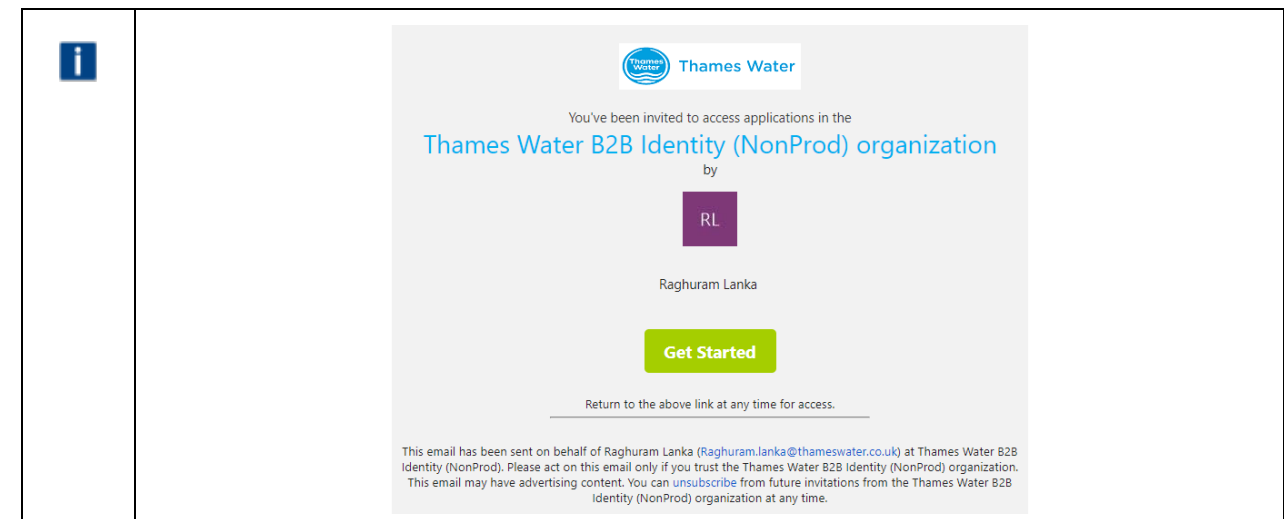 i
Thames
Water
Thames Water
You've been invited to access applications in the
Thames Water B2B Identity (NonProd) organization
by
RL
Raghuram Lanka
Get Started
Return to the above link at any time for access.
This email has been sent on behalf of Raghuram Lanka (Raghuram.lanka@thameswater.co.uk) at Thames Water B2B
Identity (NonProd). Please act on this email only if you trust the Thames Water B2B Identity (NonProd) organization.
This email may have advertising content. You can unsubscribe from future invitations from the Thames Water B2B
Identity (NonProd) organization at any time.